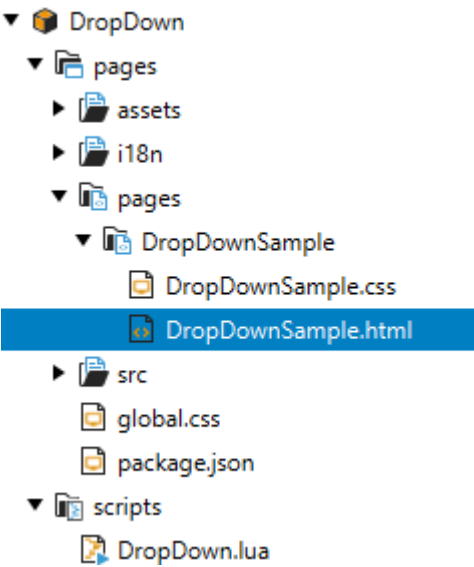 DropDown
pages
assets
i18n
pages
DropDownSample
DropDownSample.css
DropDownSample.html
src
global.css
package.json
scripts
DropDown.lua